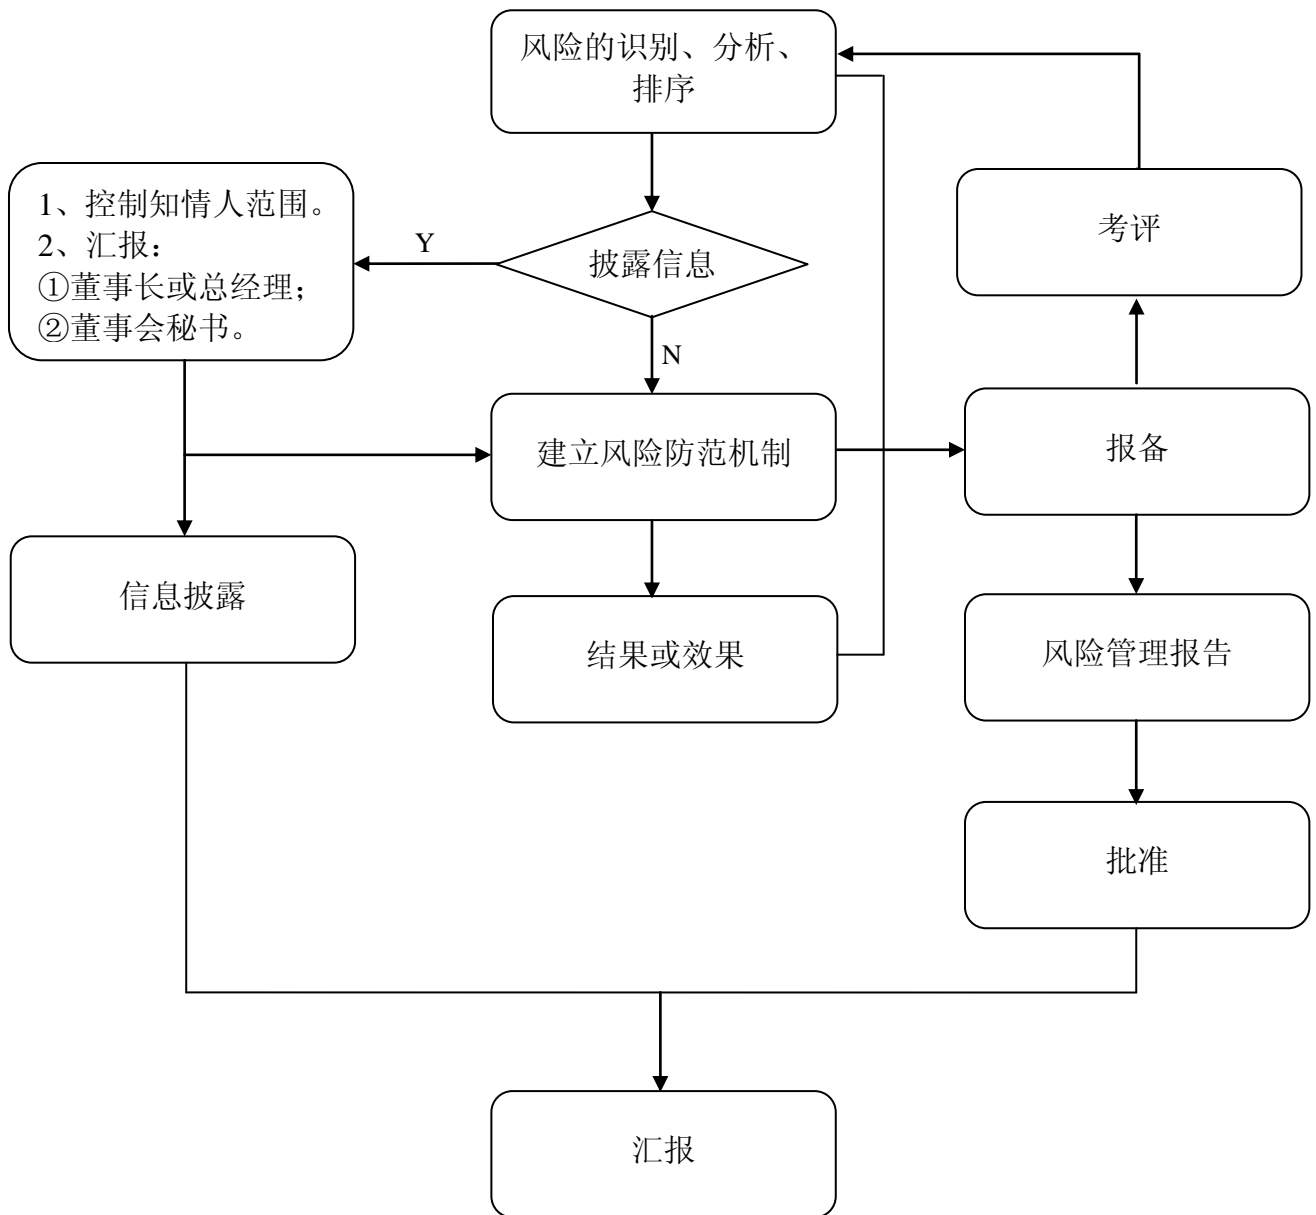 风险的识别、分析、
排序
1、控制知情人范围。
2、汇报：
①董事长或总经理；
②董事会秘书。
Y
披露信息
考评
N
建立风险防范机制
报备
信息披露
结果或效果
风险管理报告
批准
汇报